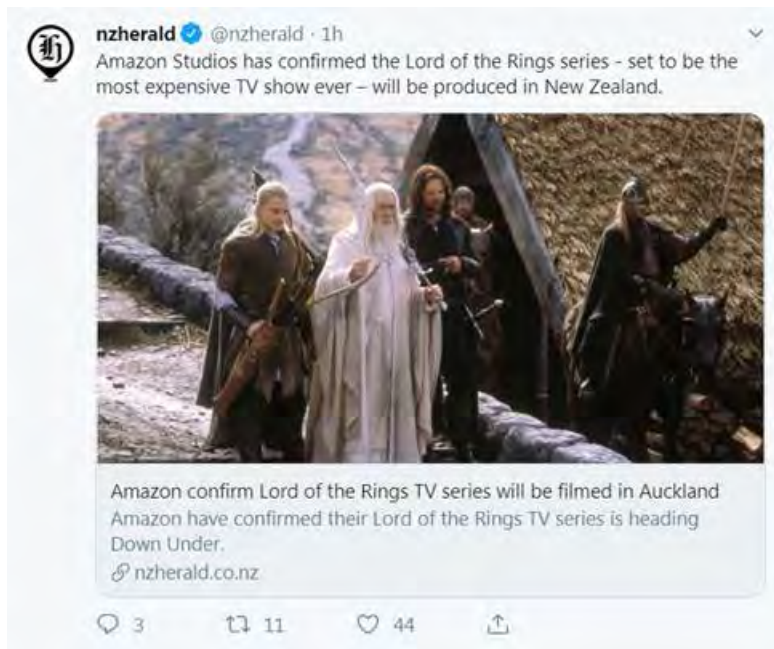 nzherald @nzherald · 1h
Amazon Studios has confirmed the Lord of the Rings series - set to be the
most expensive TV show ever – will be produced in New Zealand.
Amazon confirm Lord of the Rings TV series will be filmed in Auckland
Amazon have confirmed their Lord of the Rings TV series is heading
Down Under.
nzherald.co.nz
3 11 44